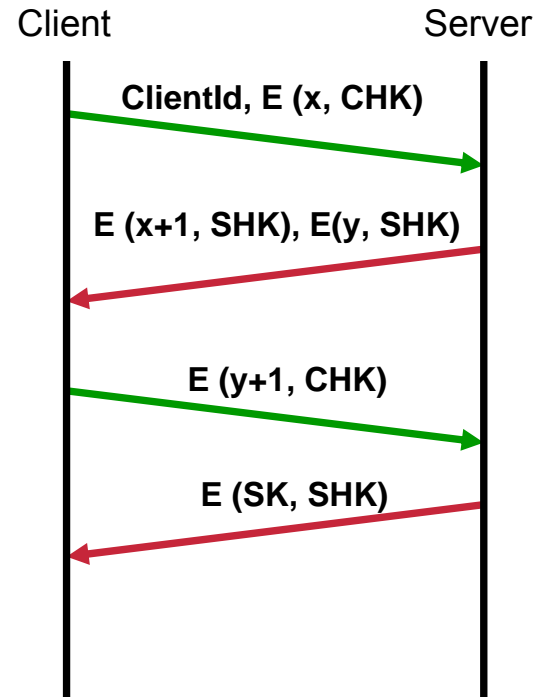 Client
Server
ClientId, E (x, CHK)
E (x+1, SHK), E(y, SHK)
E (y+1, CHK)
E (SK, SHK)